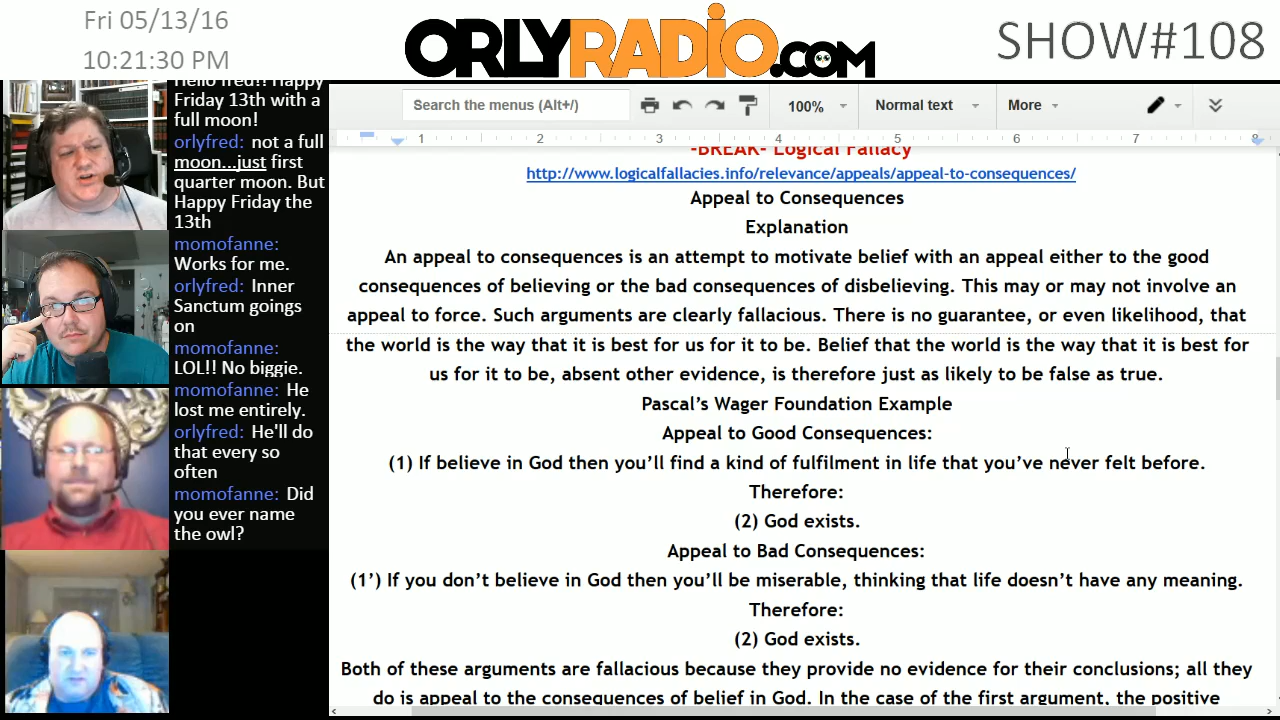 Fri 05/13/16
10:21:30 PM
ORLYRADiO.COM
SHOW#108
Hello fred!! Happy
Friday 13th with a
full moon!
orlyfred: not a full
moon...just first
quarter moon. But
Happy Friday the
13th
momofanne:
Works for me.
orlyfred: Inner
Sanctum goings
on
momofanne:
LOL!! No biggie.
momofanne: He
lost me entirely.
orlyfred: He'll do
that every so
often
momofanne: Did
you ever name
the owl?
Search the menus (Alt+/)
100%
Normal text
More
1 2 3 4 5 6 7 8
-BREAK- Logical Fallacy
http://www.logicalfallacies.info/relevance/appeals/appeal-to-consequences/
Appeal to Consequences
Explanation
An appeal to consequences is an attempt to motivate belief with an appeal either to the good
consequences of believing or the bad consequences of disbelieving. This may or may not involve an
appeal to force. Such arguments are clearly fallacious. There is no guarantee, or even likelihood, that
the world is the way that it is best for us for it to be. Belief that the world is the way that it is best for
us for it to be, absent other evidence, is therefore just as likely to be false as true.
Pascal’s Wager Foundation Example
Appeal to Good Consequences:
(1) If believe in God then you’ll find a kind of fulfilment in life that you’ve never felt before.
Therefore:
(2) God exists.
Appeal to Bad Consequences:
(1’) If you don’t believe in God then you’ll be miserable, thinking that life doesn’t have any meaning.
Therefore:
(2) God exists.
Both of these arguments are fallacious because they provide no evidence for their conclusions; all they
do is appeal to the consequences of belief in God. In the case of the first argument, the positive